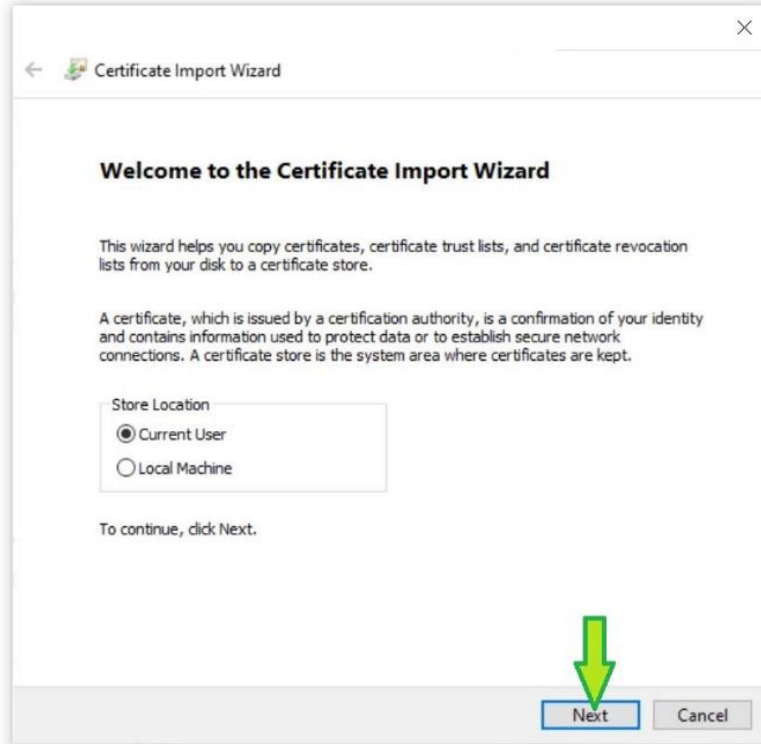 Certificate Import Wizard
Welcome to the Certificate Import Wizard
This wizard helps you copy certificates, certificate trust lists, and certificate revocation
lists from your disk to a certificate store.
A certificate, which is issued by a certification authority, is a confirmation of your identity
and contains information used to protect data or to establish secure network
connections. A certificate store is the system area where certificates are kept.
Store Location
Current User
Local Machine
To continue, click Next.
Next Cancel